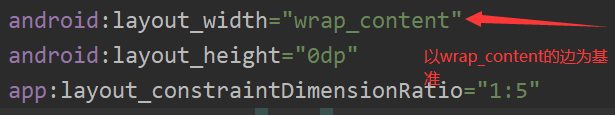 android:layout_width="wrap_content"
android:layout_height="0dp"
以wrap_content的边为基
准
app:layout_constraintDimensionRatio="1:5"